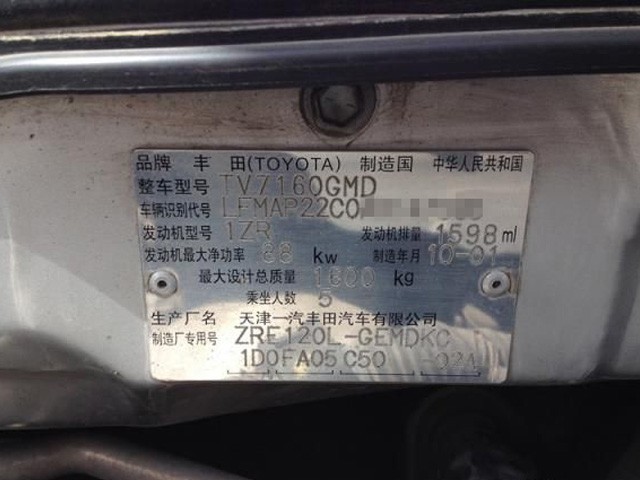 品牌 丰 田(TOYOTA) 制造国 中华人民共和国
整车型号 TV7160GMD
车辆识别代号 LFMAP22C0
发动机型号 1ZR 发动机排量 1598 ml
发动机最大净功率 88 kw 制造年月 10-01
最大设计总质量 1600 kg
乘坐人数 5
生产厂名 天津一汽丰田汽车有限公司
制造厂专用号 ZRE120L-GEMDKC
1D0FA05C50 -024